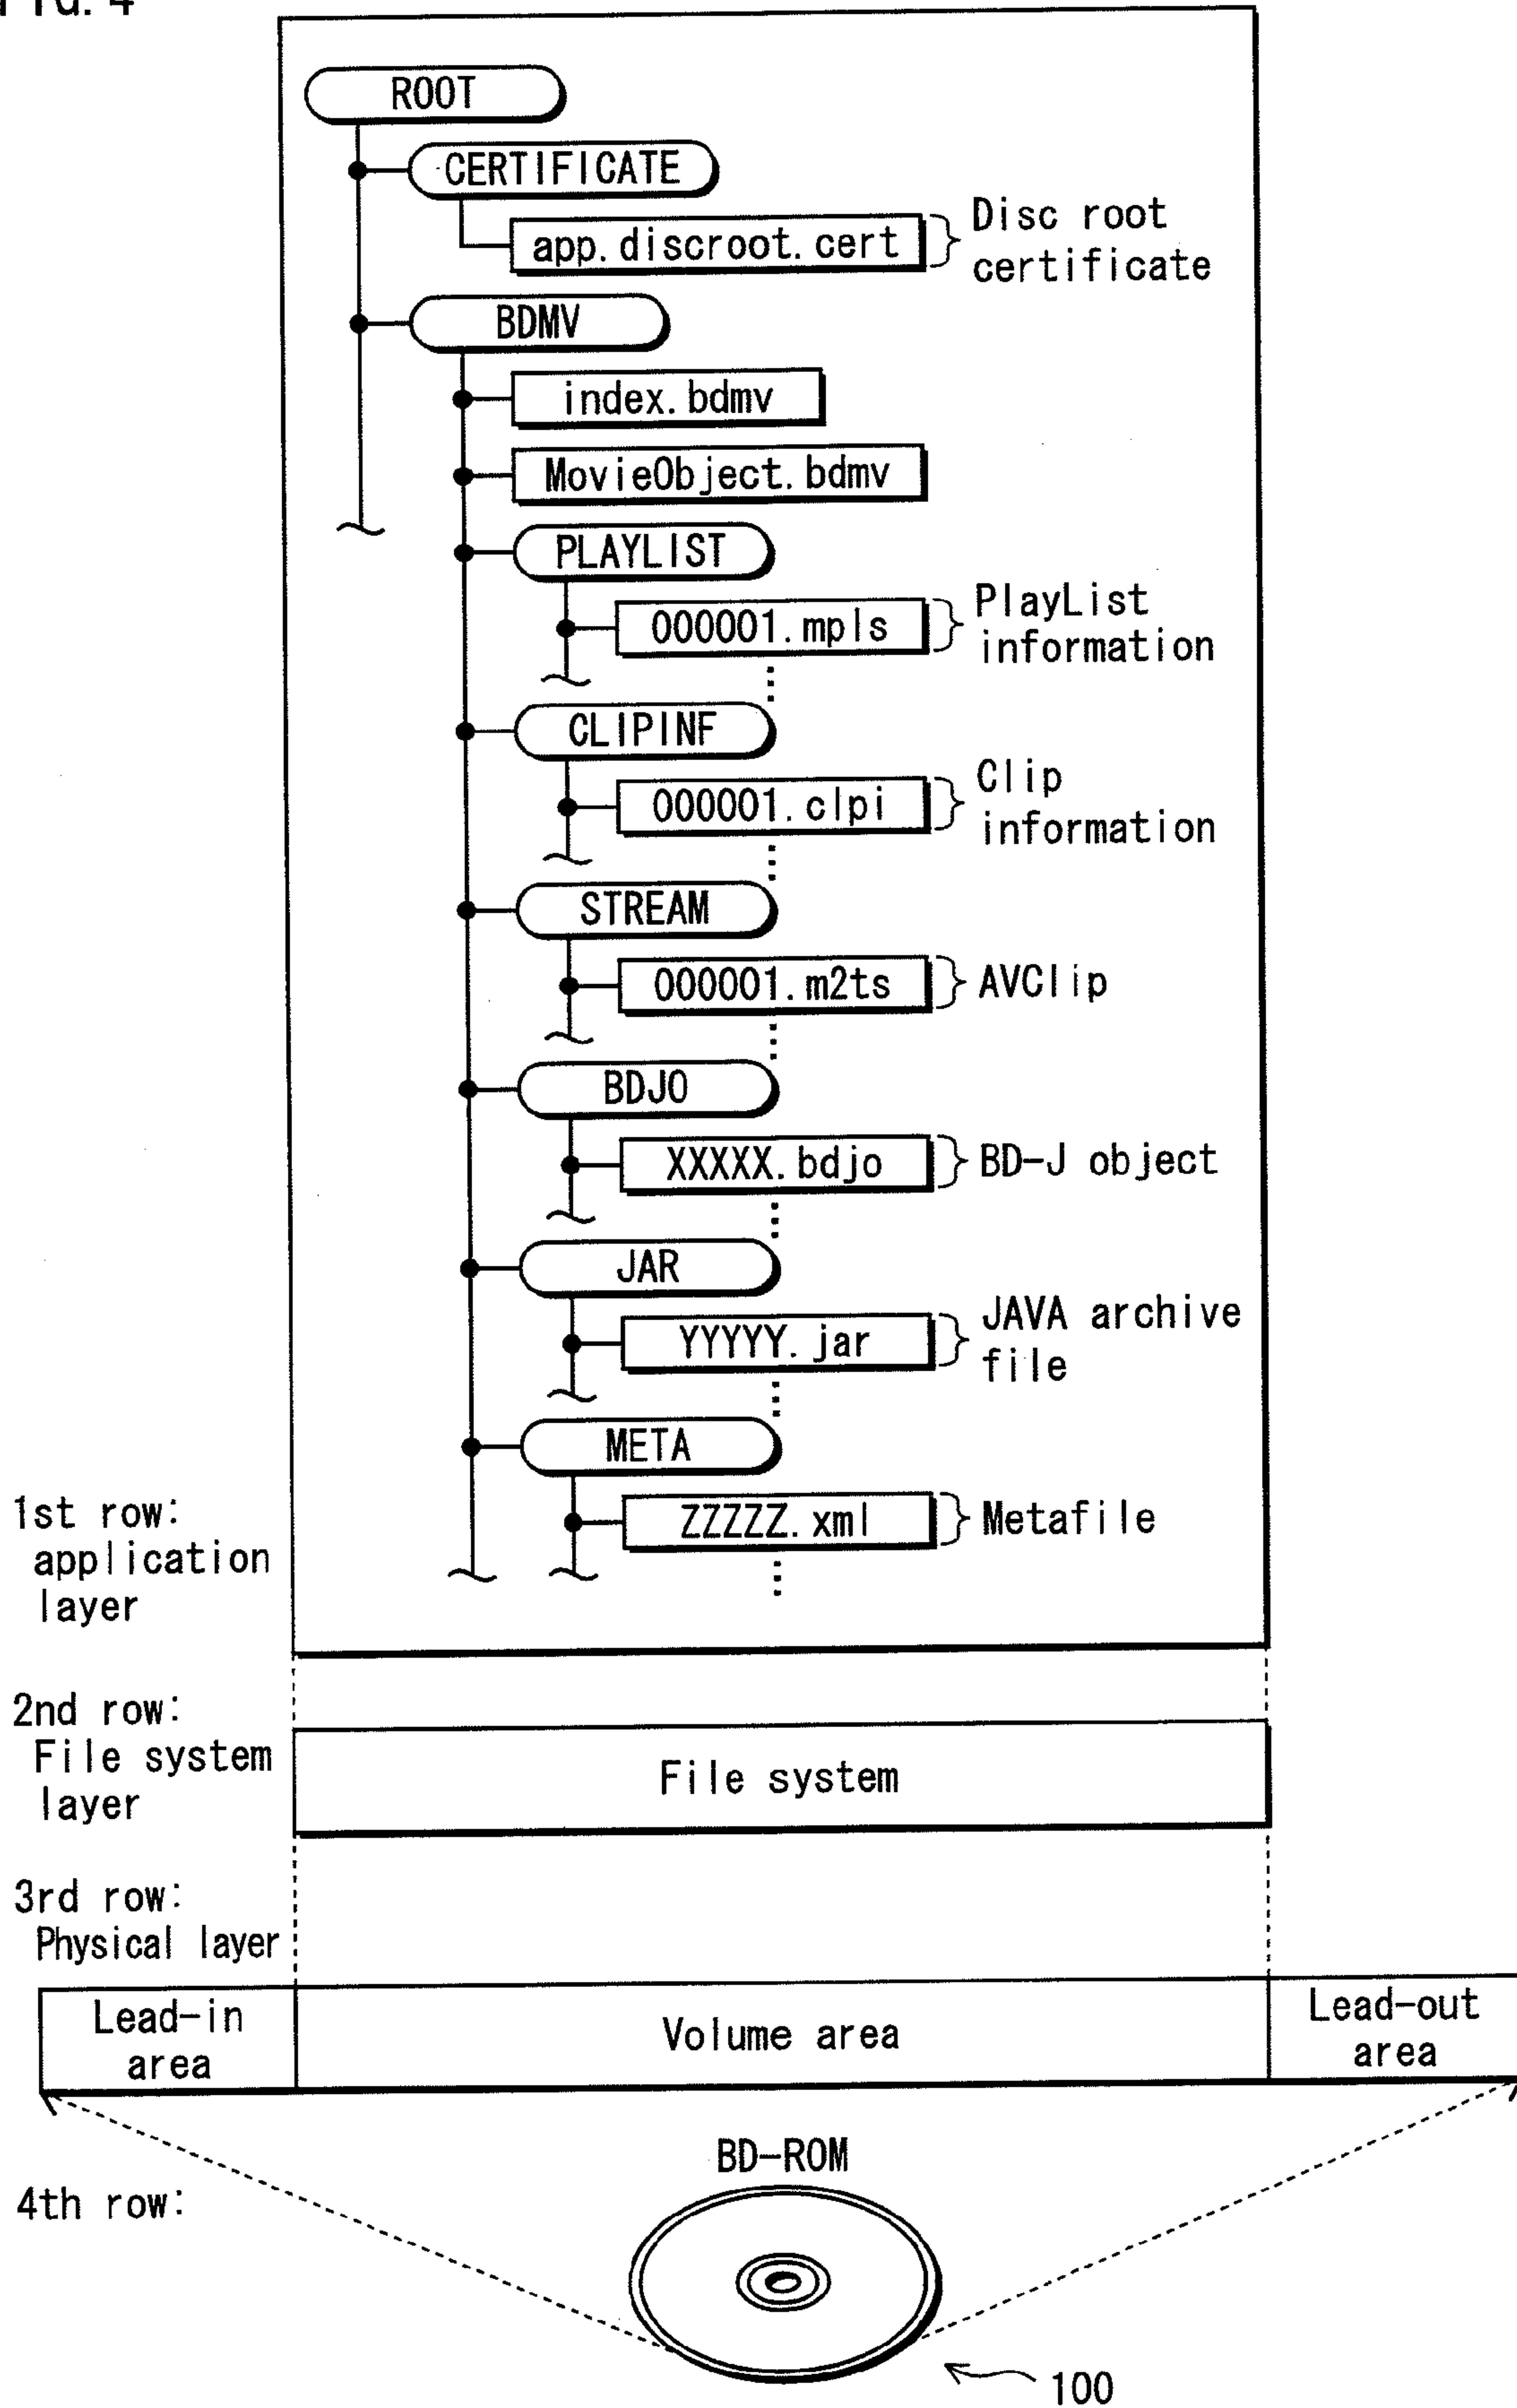 FIG. 4
ROOT
CERTIFICATE
app.discroot.cert
Disc root
certificate
BDMV
index.bdmv
MovieObject.bdmv
PLAYLIST
000001.mpls
PlayList
information
CLIPINF
000001.clpi
Clip
information
STREAM
000001.m2ts
AVClip
BDJO
XXXXX.bdjo
BD-J object
JAR
YYYYY.jar
JAVA archive
file
META
ZZZZZ.xml
Metafile
1st row:
application
layer
2nd row:
File system
layer
File system
3rd row:
Physical layer
Lead-in
area
Volume area
Lead-out
area
BD-ROM
4th row:
100